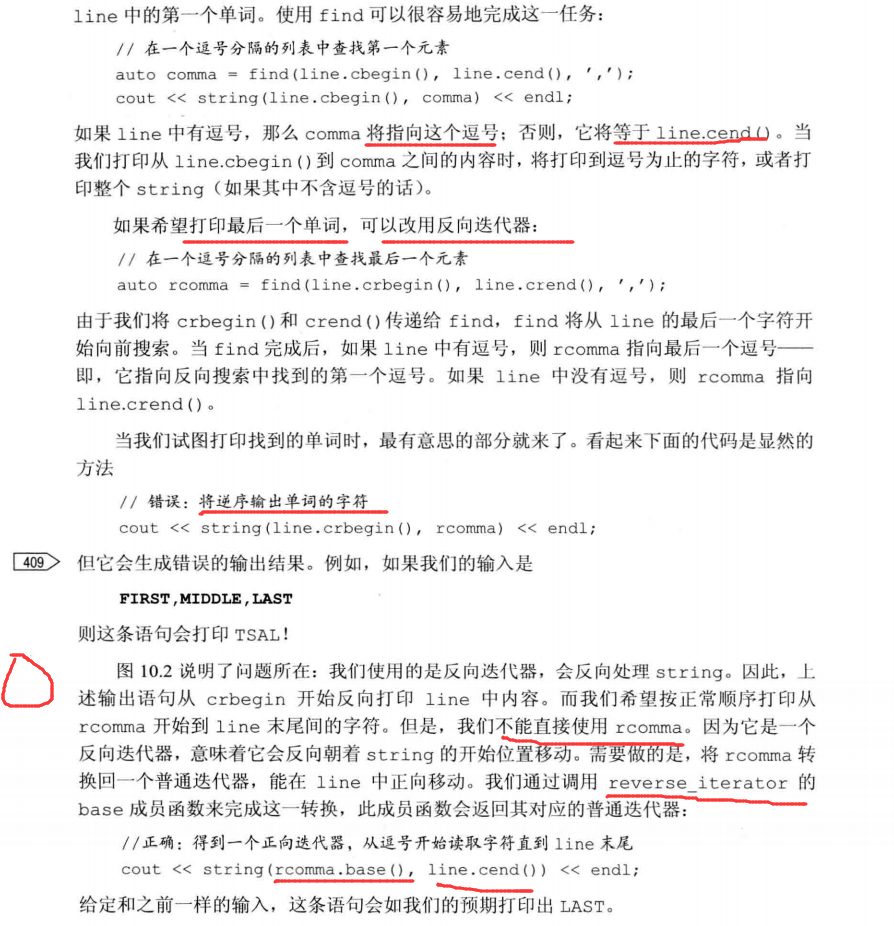 line 中的第一个单词。使用 find 可以很容易地完成这一任务：
// 在一个逗号分隔的列表中查找第一个元素
auto comma = find(line.cbegin(), line.cend(), ',');
cout << string(line.cbegin(), comma) << endl;
如果 line 中有逗号，那么 comma 将指向这个逗号；否则，它将等于 line.cend()。当
我们打印从 line.cbegin()到 comma 之间的内容时，将打印到逗号为止的字符，或者打
印整个 string（如果其中不含逗号的话）。
如果希望打印最后一个单词，可以改用反向迭代器：
// 在一个逗号分隔的列表中查找最后一个元素
auto rcomma = find(line.crbegin(), line.crend(), ',');
由于我们将 crbegin()和 crend()传递给 find，find 将从 line 的最后一个字符开
始向前搜索。当 find 完成后，如果 line 中有逗号，则 rcomma 指向最后一个逗号——
即，它指向反向搜索中找到的第一个逗号。如果 line 中没有逗号，则 rcomma 指向
line.crend()。
当我们试图打印找到的单词时，最有意思的部分就来了。看起来下面的代码是显然的
方法
// 错误：将逆序输出单词的字符
cout << string(line.crbegin(), rcomma) << endl;
409 但它会生成错误的输出结果。例如，如果我们的输入是
FIRST,MIDDLE,LAST
则这条语句会打印 TSAL！
图 10.2 说明了问题所在：我们使用的是反向迭代器，会反向处理 string。因此，上
述输出语句从 crbegin 开始反向打印 line 中内容。而我们希望按正常顺序打印从
rcomma 开始到 line 末尾间的字符。但是，我们不能直接使用 rcomma。因为它是一个
反向迭代器，意味着它会反向朝着 string 的开始位置移动。需要做的是，将 rcomma 转
换回一个普通迭代器，能在 line 中正向移动。我们通过调用 reverse_iterator 的
base 成员函数来完成这一转换，此成员函数会返回其对应的普通迭代器：
//正确：得到一个正向迭代器，从逗号开始读取字符直到 line 末尾
cout << string(rcomma.base(), line.cend()) << endl;
给定和之前一样的输入，这条语句会如我们的预期打印出 LAST。